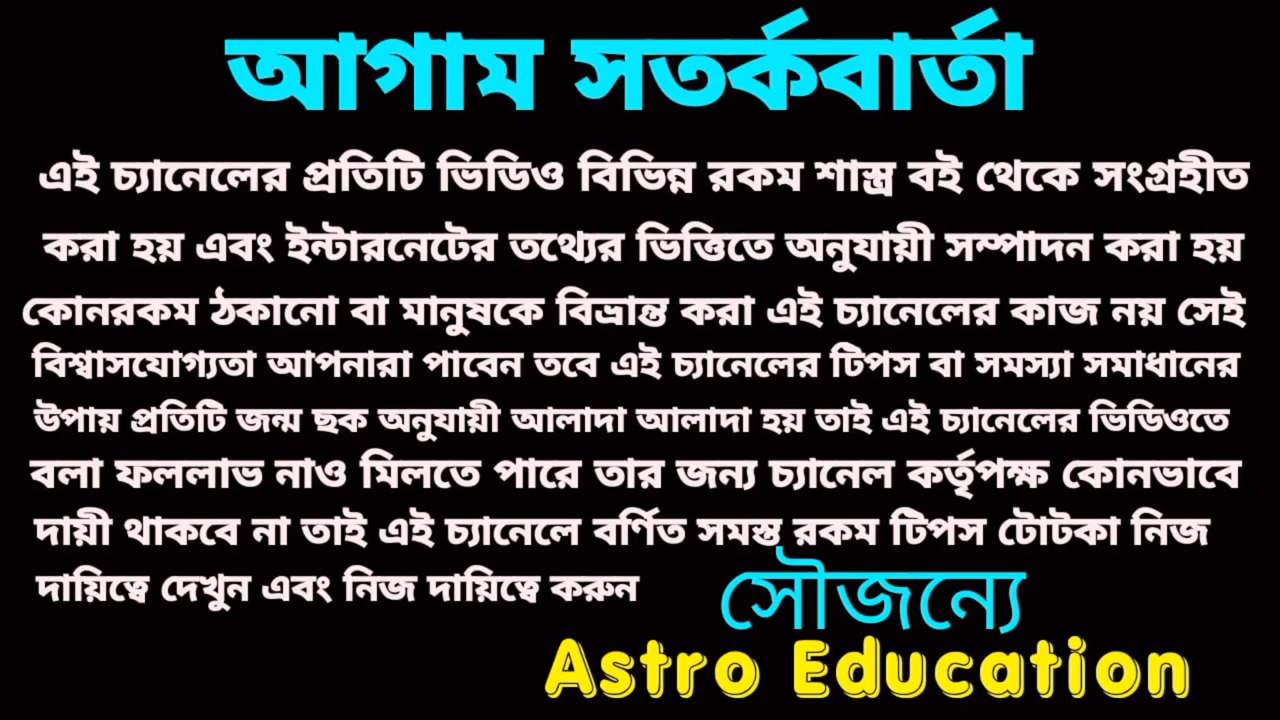 আগাম সতর্কবার্তা
এই চ্যানেলের প্রতিটি ভিডিও বিভিন্ন রকম শাস্ত্র বই থেকে সংগ্রহীত
করা হয় এবং ইন্টারনেটের তথ্যের ভিত্তিতে অনুযায়ী সম্পাদন করা হয়
কোনরকম ঠকানো বা মানুষকে বিভ্রান্ত করা এই চ্যানেলের কাজ নয় সেই
বিশ্বাসযোগ্যতা আপনারা পাবেন তবে এই চ্যানেলের টিপস বা সমস্যা সমাধানের
উপায় প্রতিটি জন্ম ছক অনুযায়ী আলাদা আলাদা হয় তাই এই চ্যানেলের ভিডিওতে
বলা ফললাভ নাও মিলতে পারে তার জন্য চ্যানেল কর্তৃপক্ষ কোনভাবে
দায়ী থাকবে না তাই এই চ্যানেলে বর্ণিত সমস্ত রকম টিপস টোটকা নিজ
দায়িত্বে দেখুন এবং নিজ দায়িত্বে করুন
সৌজন্যে
Astro Education